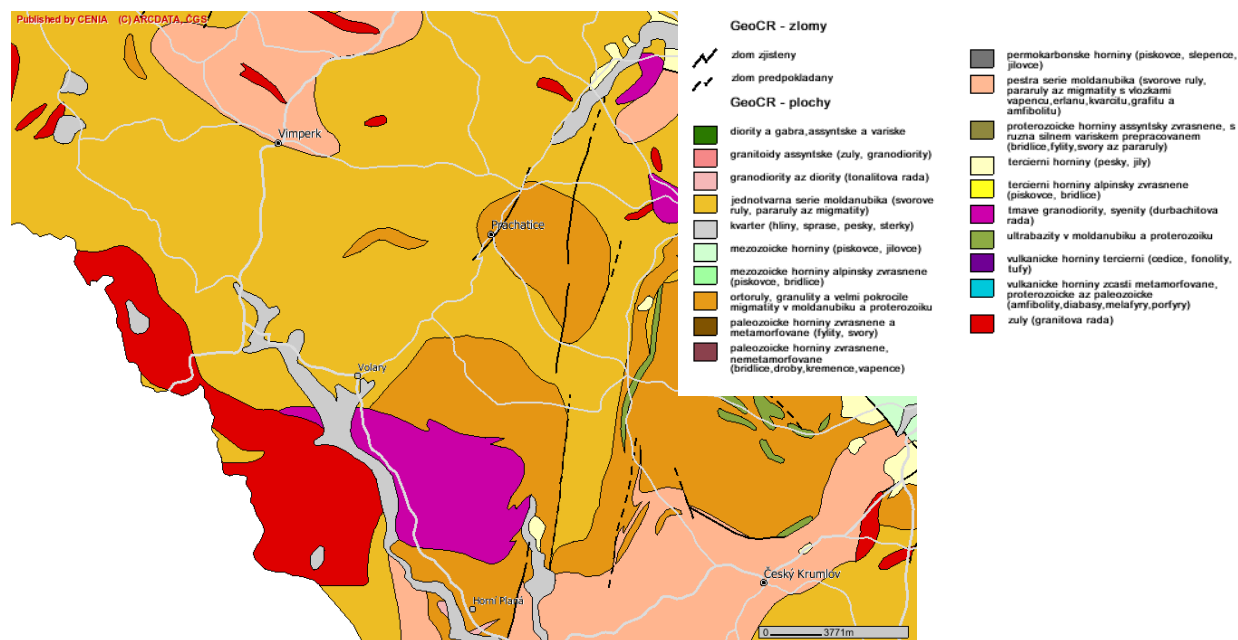 Published by CENIA (C) ARCDATA, ČGS
Vimperk
Prachatice
Volary
Horní Planá
Český Krumlov
0 3771m
GeoCR - zlomy
zlom zjisteny
zlom predpokladany
GeoCR - plochy
diority a gabra,assyntske a variske
granitoidy assyntske (zuly, granodiority)
granodiority az diority (tonalitova rada)
jednotvarna serie moldanubika (svorove
ruly, pararuly az migmatity)
kvarter (hliny, sprase, pesky, sterky)
mezozoicke horniny (piskovce, jilovce)
mezozoicke horniny alpinsky zvrasnene
(piskovce, bridlice)
ortoruly, granulity a velmi pokrocile
migmatity v moldanubiku a proterozoiku
paleozoicke horniny zvrasnene a
metamorfovane (fylity, svory)
paleozoicke horniny zvrasnene,
nemetamorfovane
(bridlice,droby,kremence,vapence)
permokarbonske horniny (piskovce, slepence,
jilovce)
pestra serie moldanubika (svorove ruly,
pararuly az migmatity s vlozkami
vapencu,erlanu,kvarcitu,grafitu a
amfibolitu)
proterozoicke horniny assyntsky zvrasnene, s
ruzna silnem variskem prepracovanem
(bridlice,fylity,svory az pararuly)
tercierni horniny (pesky, jily)
tercierni horniny alpinsky zvrasnene
(piskovce, bridlice)
tmave granodiority, syenity (durbachitova
rada)
ultrabazity v moldanubiku a proterozoiku
vulkanicke horniny tercierni (cedice, fonolity,
tufy)
vulkanicke horniny zcasti metamorfovane,
proterozoicke az paleozoicke
(amfibolity,diabasy,melafyry,porfyry)
zuly (granitova rada)